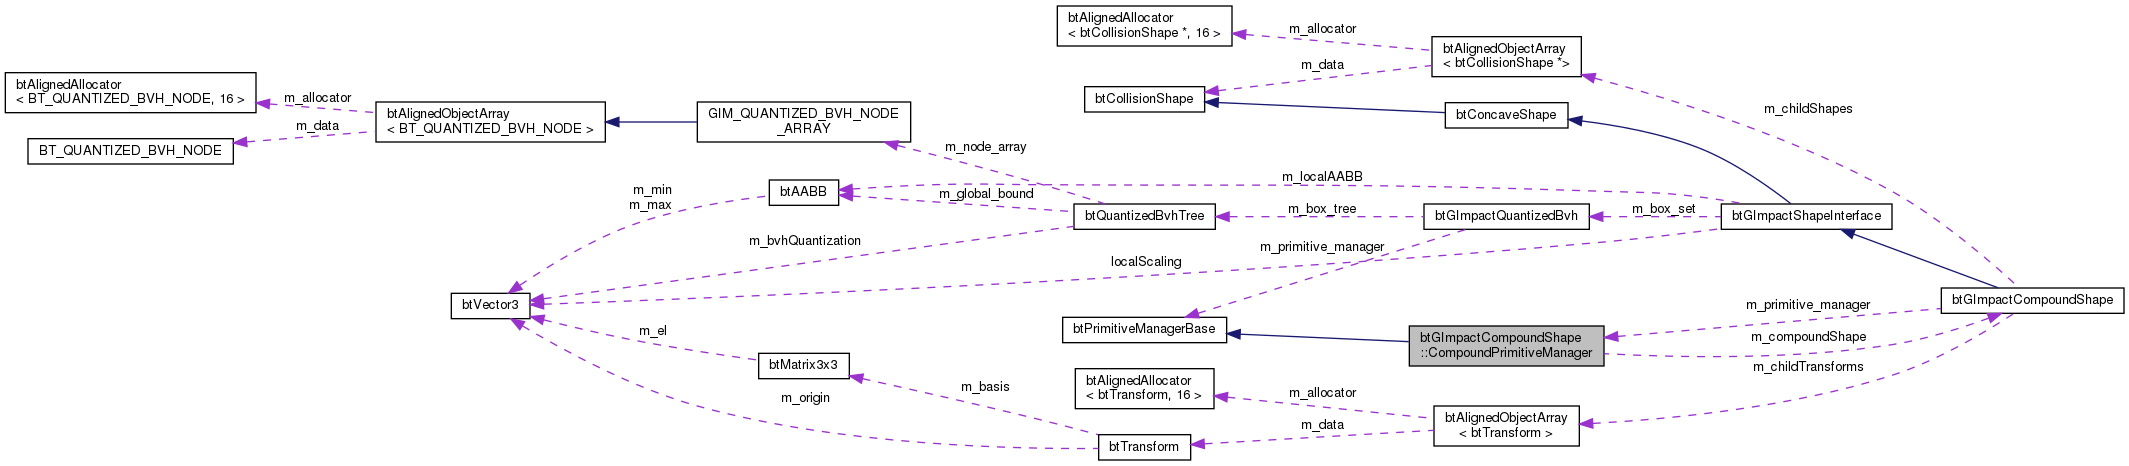 btAlignedAllocator
< btCollisionShape *, 16 >
m_allocator
btAlignedObjectArray
< btCollisionShape *>
m_data
btCollisionShape
btConcaveShape
m_childShapes
btAlignedAllocator
< BT_QUANTIZED_BVH_NODE, 16 >
m_allocator
btAlignedObjectArray
< BT_QUANTIZED_BVH_NODE >
GIM_QUANTIZED_BVH_NODE
_ARRAY
m_data
BT_QUANTIZED_BVH_NODE
m_node_array
m_localAABB
m_min
m_max
btAABB
m_global_bound
btQuantizedBvhTree
m_box_tree
btGImpactQuantizedBvh
m_box_set
btGImpactShapeInterface
m_bvhQuantization
m_primitive_manager
localScaling
btVector3
btGImpactCompoundShape
m_primitive_manager
btPrimitiveManagerBase
m_el
btGImpactCompoundShape
::CompoundPrimitiveManager
m_compoundShape
btMatrix3x3
m_childTransforms
m_basis
m_origin
btAlignedAllocator
< btTransform, 16 >
m_allocator
btAlignedObjectArray
< btTransform >
m_data
btTransform